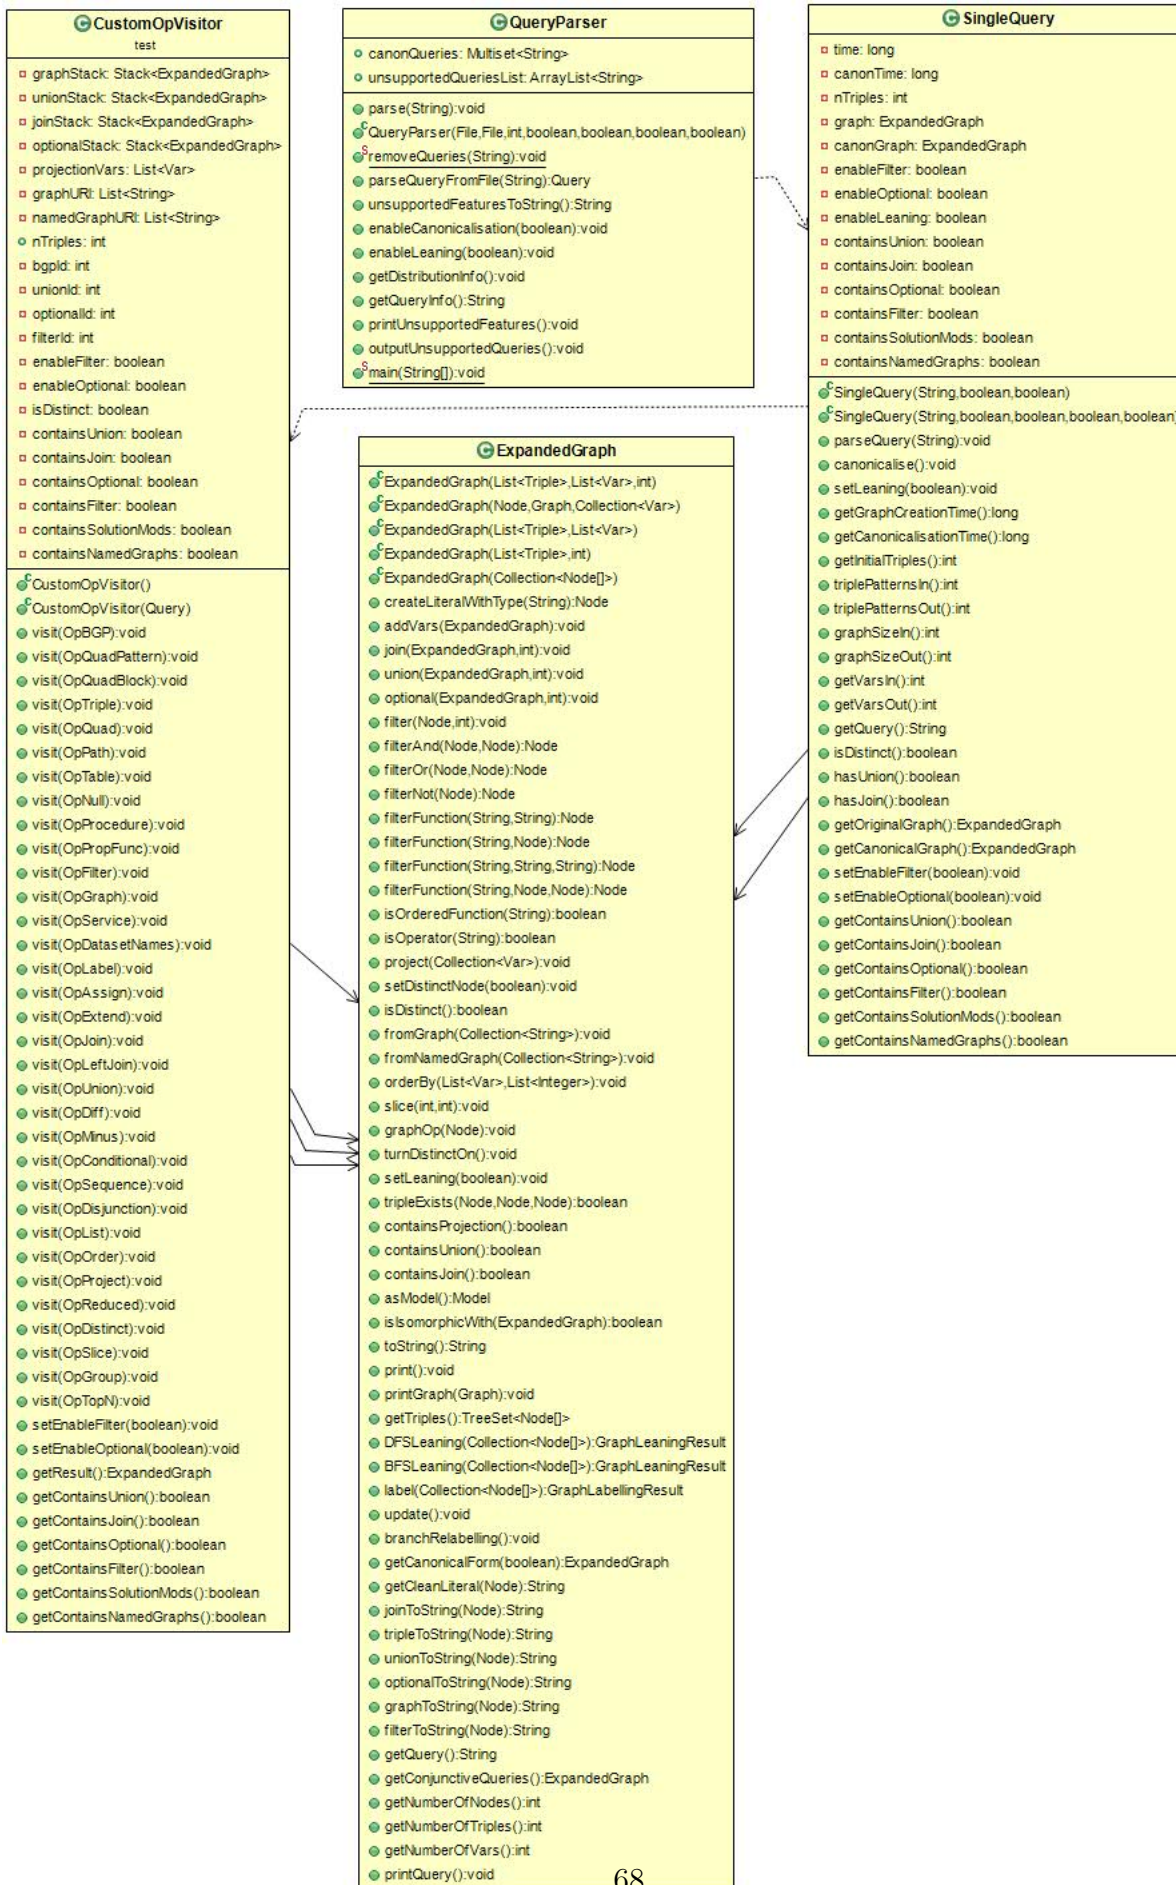 CustomOpVisitor
test
graphStack: Stack<ExpandedGraph>
unionStack: Stack<ExpandedGraph>
joinStack: Stack<ExpandedGraph>
optionalStack: Stack<ExpandedGraph>
projectionVars: List<Var>
graphURI: List<String>
namedGraphURI: List<String>
nTriples: int
bgpId: int
unionId: int
optionalId: int
filterId: int
enableFilter: boolean
enableOptional: boolean
isDistinct: boolean
containsUnion: boolean
containsJoin: boolean
containsOptional: boolean
containsFilter: boolean
containsSolutionMods: boolean
containsNamedGraphs: boolean
CustomOpVisitor()
CustomOpVisitor(Query)
visit(OpBGP):void
visit(OpQuadPattern):void
visit(OpQuadBlock):void
visit(OpTriple):void
visit(OpQuad):void
visit(OpPath):void
visit(OpTable):void
visit(OpNull):void
visit(OpProcedure):void
visit(OpPropFunc):void
visit(OpFilter):void
visit(OpGraph):void
visit(OpService):void
visit(OpDatasetNames):void
visit(OpLabel):void
visit(OpAssign):void
visit(OpExtend):void
visit(OpJoin):void
visit(OpLeftJoin):void
visit(OpUnion):void
visit(OpDiff):void
visit(OpMinus):void
visit(OpConditional):void
visit(OpSequence):void
visit(OpDisjunction):void
visit(OpList):void
visit(OpOrder):void
visit(OpProject):void
visit(OpReduced):void
visit(OpDistinct):void
visit(OpSlice):void
visit(OpGroup):void
visit(OpTopN):void
setEnableFilter(boolean):void
setEnableOptional(boolean):void
getResult():ExpandedGraph
getContainsUnion():boolean
getContainsJoin():boolean
getContainsOptional():boolean
getContainsFilter():boolean
getContainsSolutionMods():boolean
getContainsNamedGraphs():boolean
QueryParser
canonQueries: Multiset<String>
unsupportedQueriesList: ArrayList<String>
parse(String):void
QueryParser(File,File,int,boolean,boolean,boolean,boolean)
removeQueries(String):void
parseQueryFromFile(String):Query
unsupportedFeaturesToString():String
enableCanonicalisation(boolean):void
enableLeaning(boolean):void
getDistributionInfo():void
getQueryInfo():String
printUnsupportedFeatures():void
outputUnsupportedQueries():void
main(String[]):void
ExpandedGraph
ExpandedGraph(List<Triple>,List<Var>,int)
ExpandedGraph(Node,Graph,Collection<Var>)
ExpandedGraph(List<Triple>,List<Var>)
ExpandedGraph(List<Triple>,int)
ExpandedGraph(Collection<Node[]>)
createLiteralWithType(String):Node
addVars(ExpandedGraph):void
join(ExpandedGraph,int):void
union(ExpandedGraph,int):void
optional(ExpandedGraph,int):void
filter(Node,int):void
filterAnd(Node,Node):Node
filterOr(Node,Node):Node
filterNot(Node):Node
filterFunction(String,String):Node
filterFunction(String,Node):Node
filterFunction(String,String,String):Node
filterFunction(String,Node,Node):Node
isOrderedFunction(String):boolean
isOperator(String):boolean
project(Collection<Var>):void
setDistinctNode(boolean):void
isDistinct():boolean
fromGraph(Collection<String>):void
fromNamedGraph(Collection<String>):void
orderBy(List<Var>,List<Integer>):void
slice(int,int):void
graphOp(Node):void
turnDistinctOn():void
setLeaning(boolean):void
tripleExists(Node,Node,Node):boolean
containsProjection():boolean
containsUnion():boolean
containsJoin():boolean
asModel():Model
isIsomorphicWith(ExpandedGraph):boolean
toString():String
print():void
printGraph(Graph):void
getTriples():TreeSet<Node[]>
DFSLeaning(Collection<Node[]>):GraphLeaningResult
BFSLeaning(Collection<Node[]>):GraphLeaningResult
label(Collection<Node[]>):GraphLabellingResult
update():void
branchRelabelling():void
getCanonicalForm(boolean):ExpandedGraph
getCleanLiteral(Node):String
joinToString(Node):String
tripleToString(Node):String
unionToString(Node):String
optionalToString(Node):String
graphToString(Node):String
filterToString(Node):String
getQuery():String
getConjunctiveQueries():ExpandedGraph
getNumberOfNodes():int
getNumberOfTriples():int
getNumberOfVars():int
printQuery():void
SingleQuery
time: long
canonTime: long
nTriples: int
graph: ExpandedGraph
canonGraph: ExpandedGraph
enableFilter: boolean
enableOptional: boolean
enableLeaning: boolean
containsUnion: boolean
containsJoin: boolean
containsOptional: boolean
containsFilter: boolean
containsSolutionMods: boolean
containsNamedGraphs: boolean
SingleQuery(String,boolean,boolean)
SingleQuery(String,boolean,boolean,boolean,boolean)
parseQuery(String):void
canonicalise():void
setLeaning(boolean):void
getGraphCreationTime():long
getCanonicalisationTime():long
getInitialTriples():int
triplePatternsIn():int
triplePatternsOut():int
graphSizeIn():int
graphSizeOut():int
getVarsIn():int
getVarsOut():int
getQuery():String
isDistinct():boolean
hasUnion():boolean
hasJoin():boolean
getOriginalGraph():ExpandedGraph
getCanonicalGraph():ExpandedGraph
setEnableFilter(boolean):void
setEnableOptional(boolean):void
getContainsUnion():boolean
getContainsJoin():boolean
getContainsOptional():boolean
getContainsFilter():boolean
getContainsSolutionMods():boolean
getContainsNamedGraphs():boolean
68